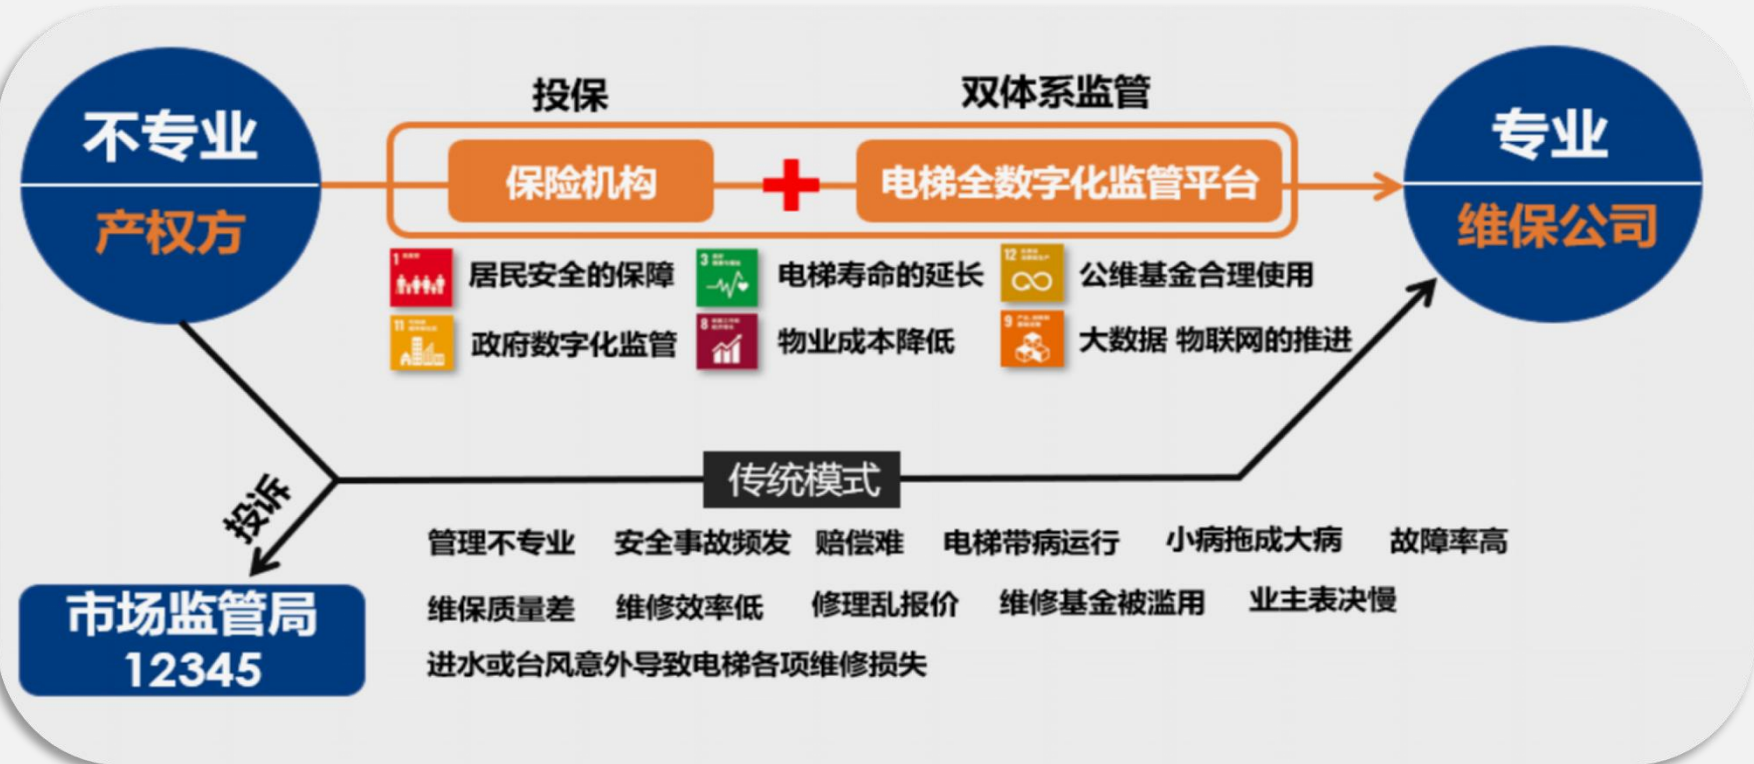 不专业
产权方
投保
双体系监管
保险机构
电梯全数字化监管平台
专业
维保公司
1
居民安全的保障
3
电梯寿命的延长
12
公维基金合理使用
11
政府数字化监管
8
物业成本降低
9
大数据 物联网的推进
传统模式
投诉
市场监管局
12345
管理不专业 安全事故频发 赔偿难 电梯带病运行 小病拖成大病 故障率高
维保质量差 维修效率低 修理乱报价 维修基金被滥用 业主表决慢
进水或台风意外导致电梯各项维修损失